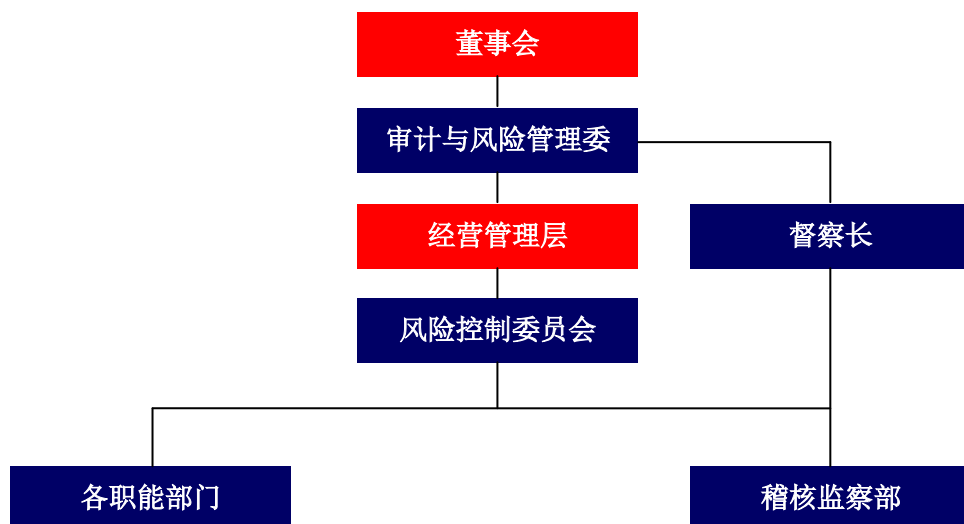 董事会
审计与风险管理委
经营管理层
督察长
风险控制委员会
各职能部门
稽核监察部